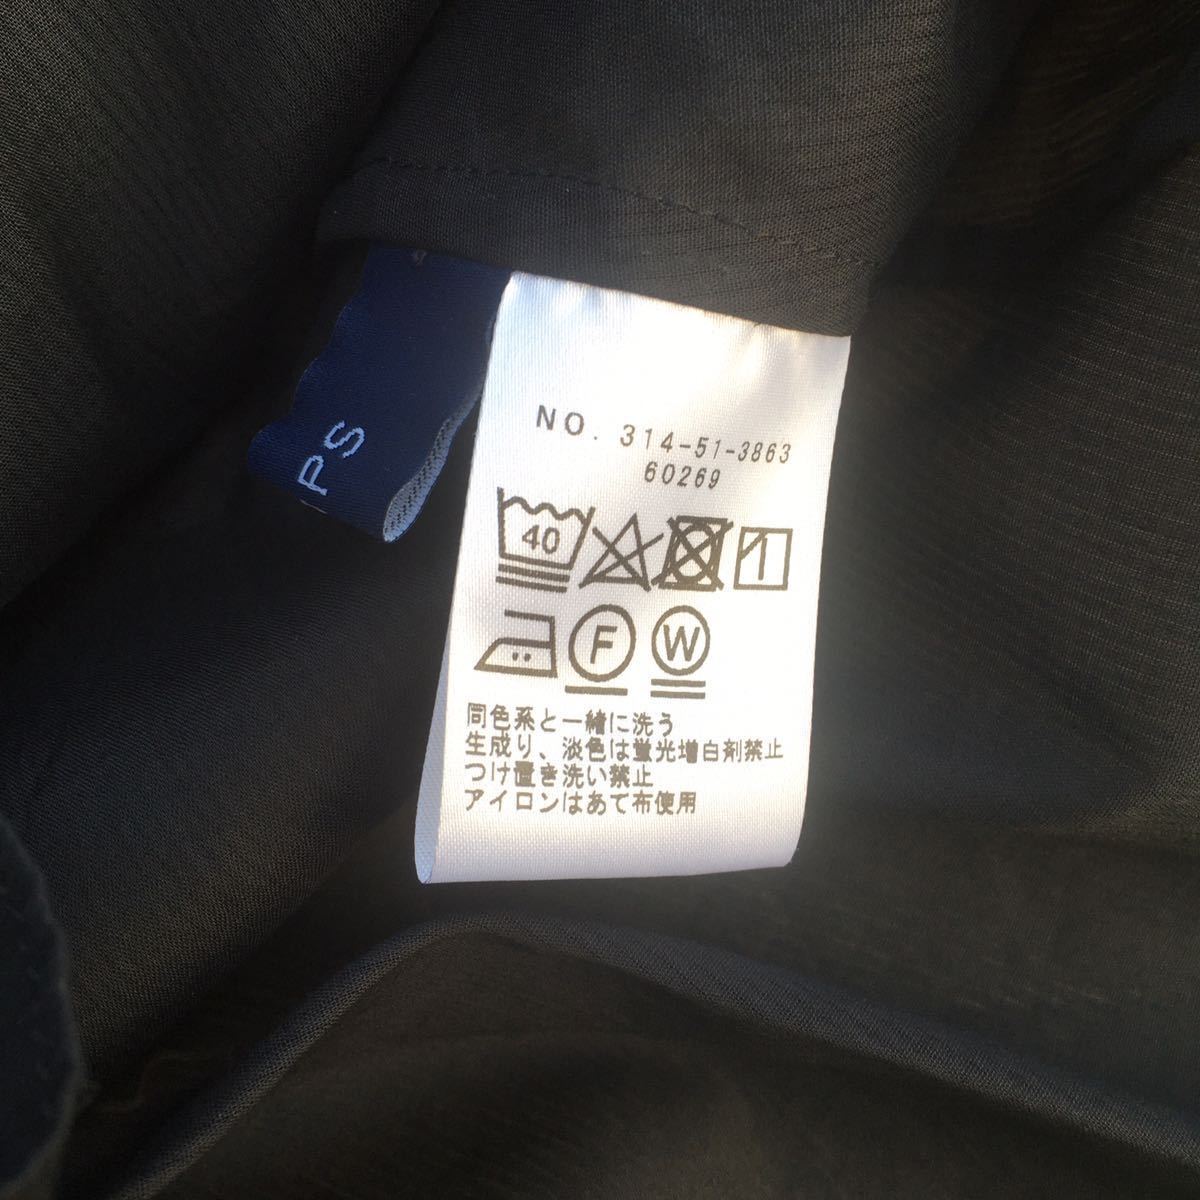 PS
NO. 314-51-3863
60269
40
F W
同色系と一緒に洗う
生成り、淡色は蛍光増白剤禁止
つけ置き洗い禁止
アイロンはあて布使用